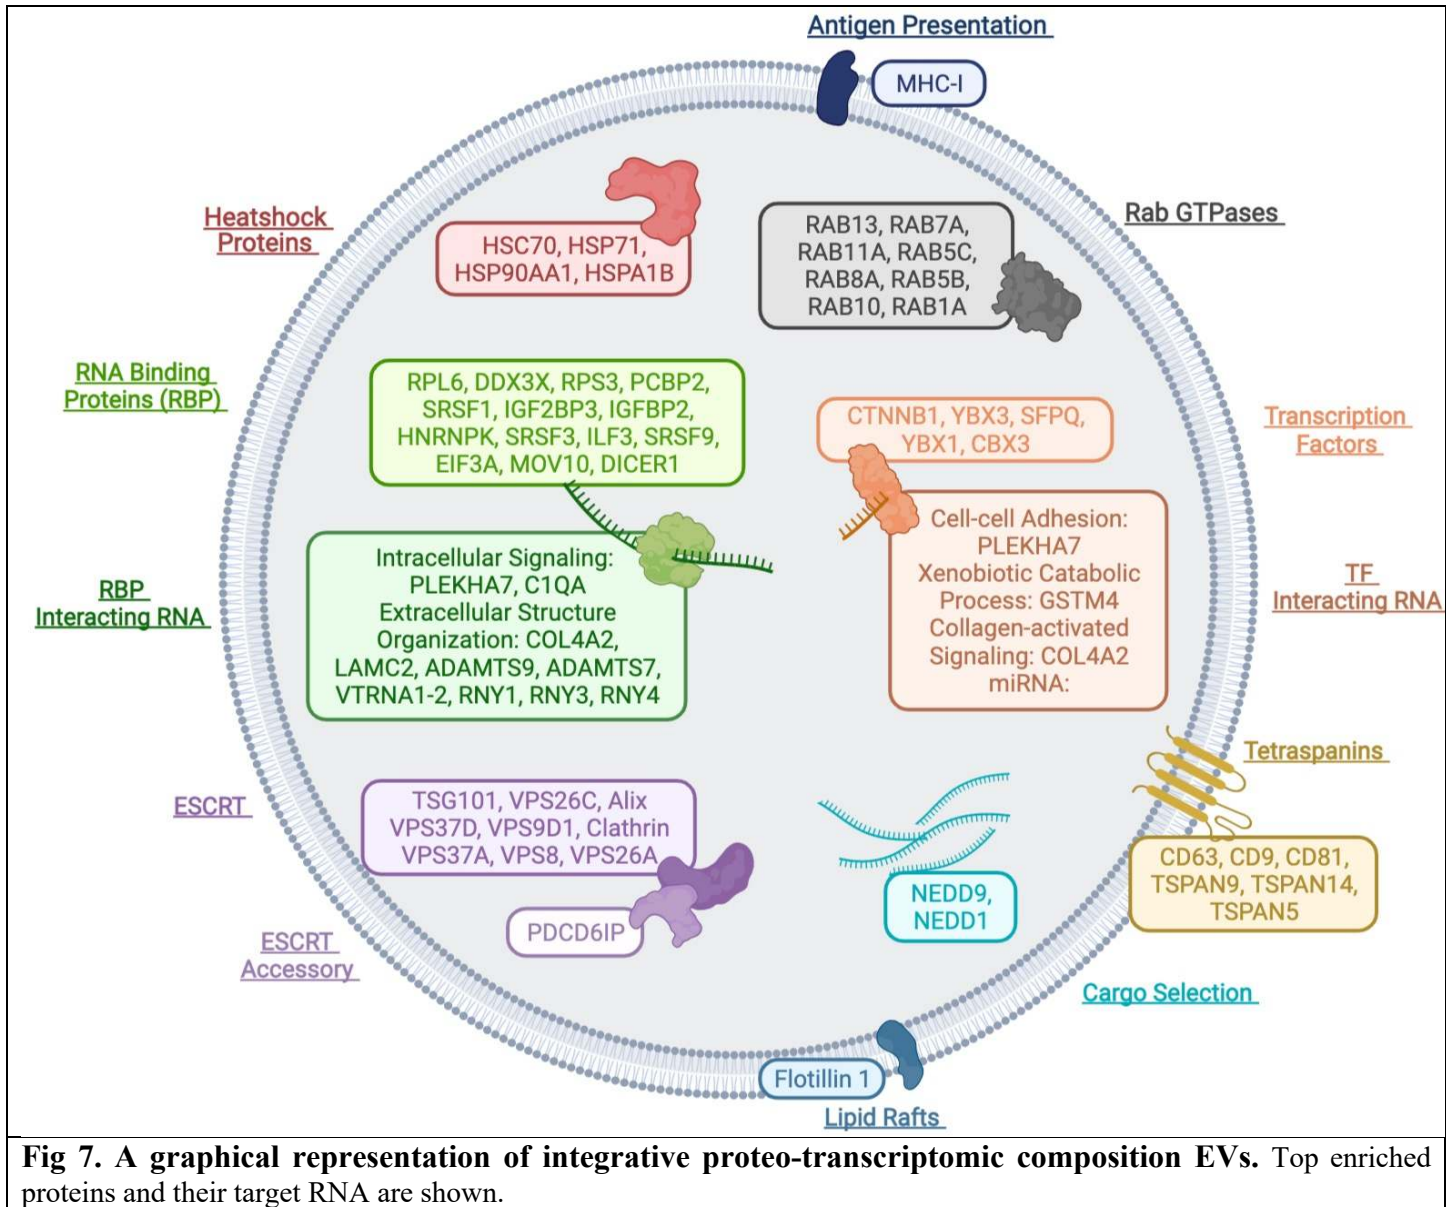 Antigen Presentation
MHC-I
Heatshock
Proteins
HSC70, HSP71,
HSP90AA1, HSPA1B
RAB13, RAB7A,
RAB11A, RAB5C,
RAB8A, RAB5B,
RAB10, RAB1A
Rab GTPases
RNA Binding
Proteins (RBP)
RPL6, DDX3X, RPS3, PCBP2,
SRSF1, IGF2BP3, IGFBP2,
HNRNPK, SRSF3, ILF3, SRSF9,
EIF3A, MOV10, DICER1
CTNNB1, YBX3, SFPQ,
YBX1, CBX3
Transcription
Factors
RBP
Interacting RNA
Intracellular Signaling:
PLEKHA7, C1QA
Extracellular Structure
Organization: COL4A2,
LAMC2, ADAMTS9, ADAMTS7,
VTRNA1-2, RNY1, RNY3, RNY4
Cell-cell Adhesion:
PLEKHA7
Xenobiotic Catabolic
Process: GSTM4
Collagen-activated
Signaling: COL4A2
miRNA:
TF
Interacting RNA
Tetraspanins
CD63, CD9, CD81,
TSPAN9, TSPAN14,
TSPAN5
ESCRT
TSG101, VPS26C, Alix
VPS37D, VPS9D1, Clathrin
VPS37A, VPS8, VPS26A
NEDD9,
NEDD1
ESCRT
Accessory
PDCD6IP
Cargo Selection
Flotillin 1
Lipid Rafts
Fig 7. A graphical representation of integrative proteo-transcriptomic composition EVs. Top enriched
proteins and their target RNA are shown.